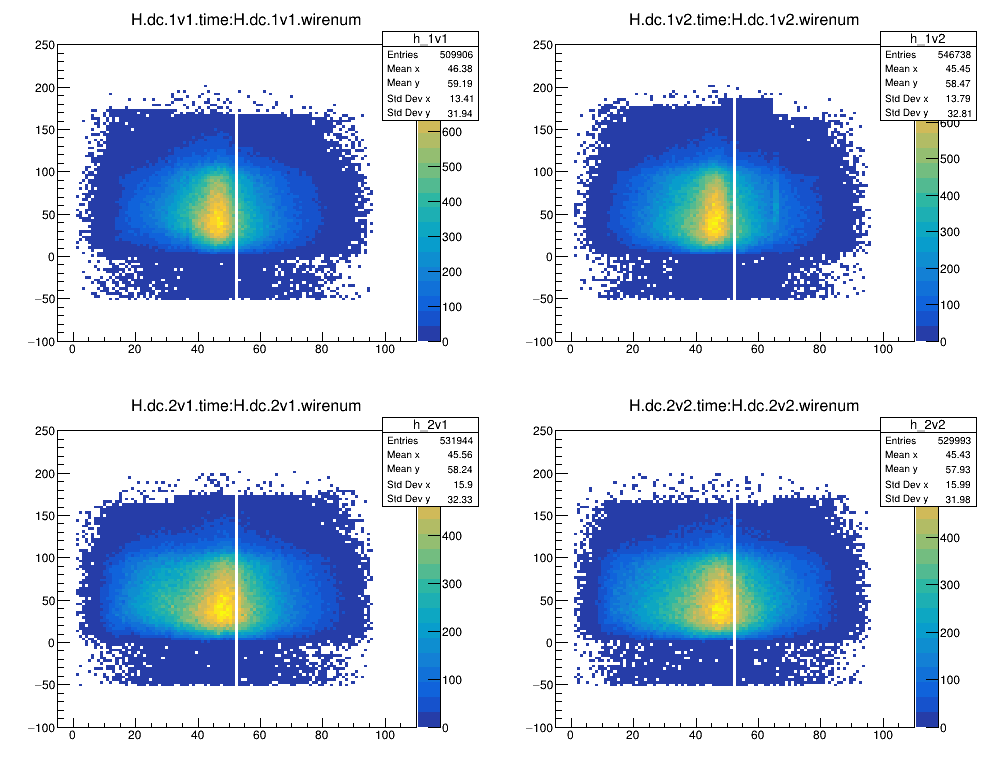 H.dc.1v1.time:H.dc.1v1.wirenum
h_1v1
Entries 509906
Mean x 46.38
Mean y 59.19
Std Dev x 13.41
Std Dev y 31.94
250
200
150
100
50
0
−50
−100
0 20 40 60 80 100
600
500
400
300
200
100
0
H.dc.1v2.time:H.dc.1v2.wirenum
h_1v2
Entries 546738
Mean x 45.45
Mean y 58.47
Std Dev x 13.79
Std Dev y 32.81
250
200
150
100
50
0
−50
−100
0 20 40 60 80 100
600
500
400
300
200
100
0
H.dc.2v1.time:H.dc.2v1.wirenum
h_2v1
Entries 531944
Mean x 45.56
Mean y 58.24
Std Dev x 15.9
Std Dev y 32.33
250
200
150
100
50
0
−50
−100
0 20 40 60 80 100
400
300
200
100
0
H.dc.2v2.time:H.dc.2v2.wirenum
h_2v2
Entries 529993
Mean x 45.43
Mean y 57.93
Std Dev x 15.99
Std Dev y 31.98
250
200
150
100
50
0
−50
−100
0 20 40 60 80 100
400
300
200
100
0